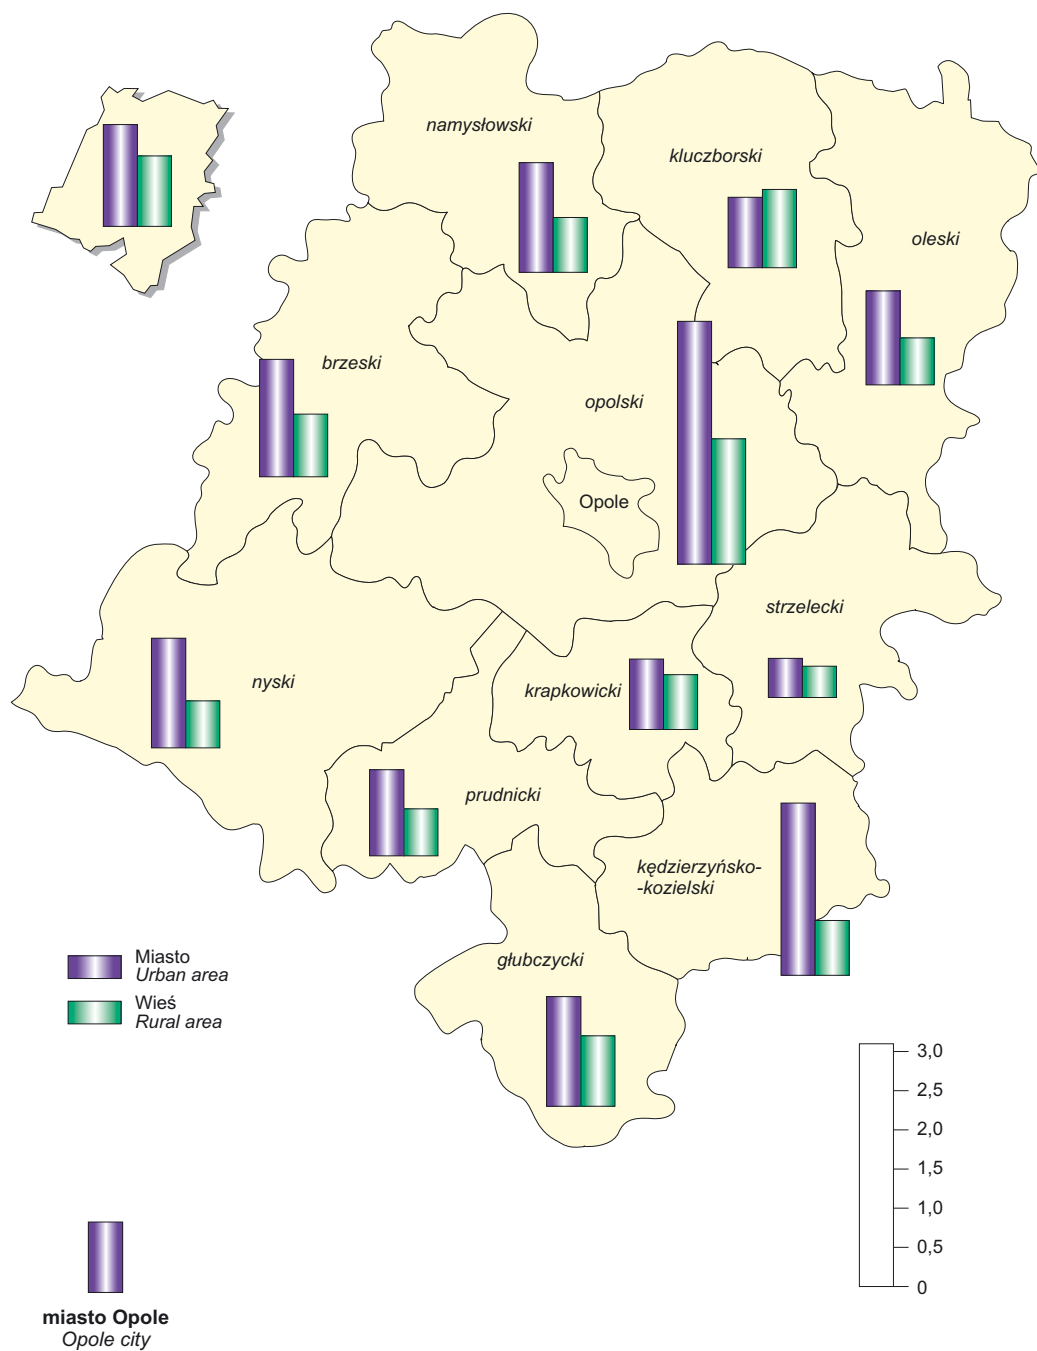 namysłowski
kluczborski
oleski
brzeski
opolski
Opole
strzelecki
nyski
krapkowicki
prudnicki
kędzierzyńsko-
-kozielski
głubczycki
Miasto
Urban area
Wieś
Rural area
3,0
2,5
2,0
1,5
1,0
0,5
0
miasto Opole
Opole city